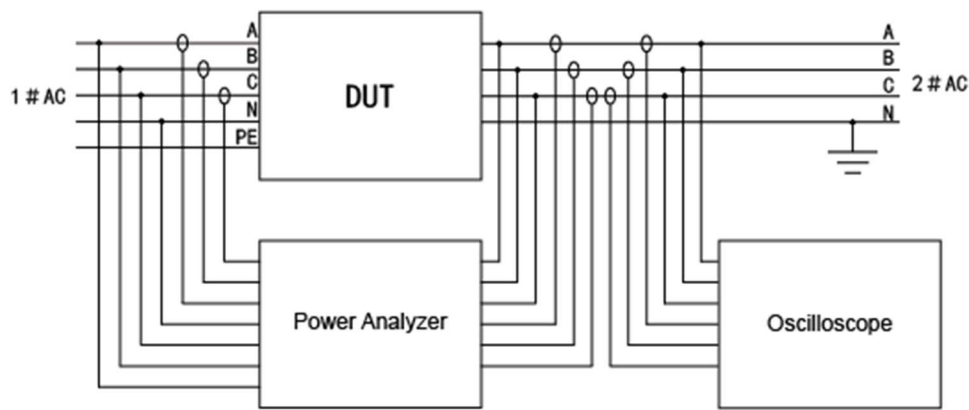 A
B
C
N
PE
1 # AC
DUT
A
B
C
N
2 # AC
Power Analyzer
Oscilloscope